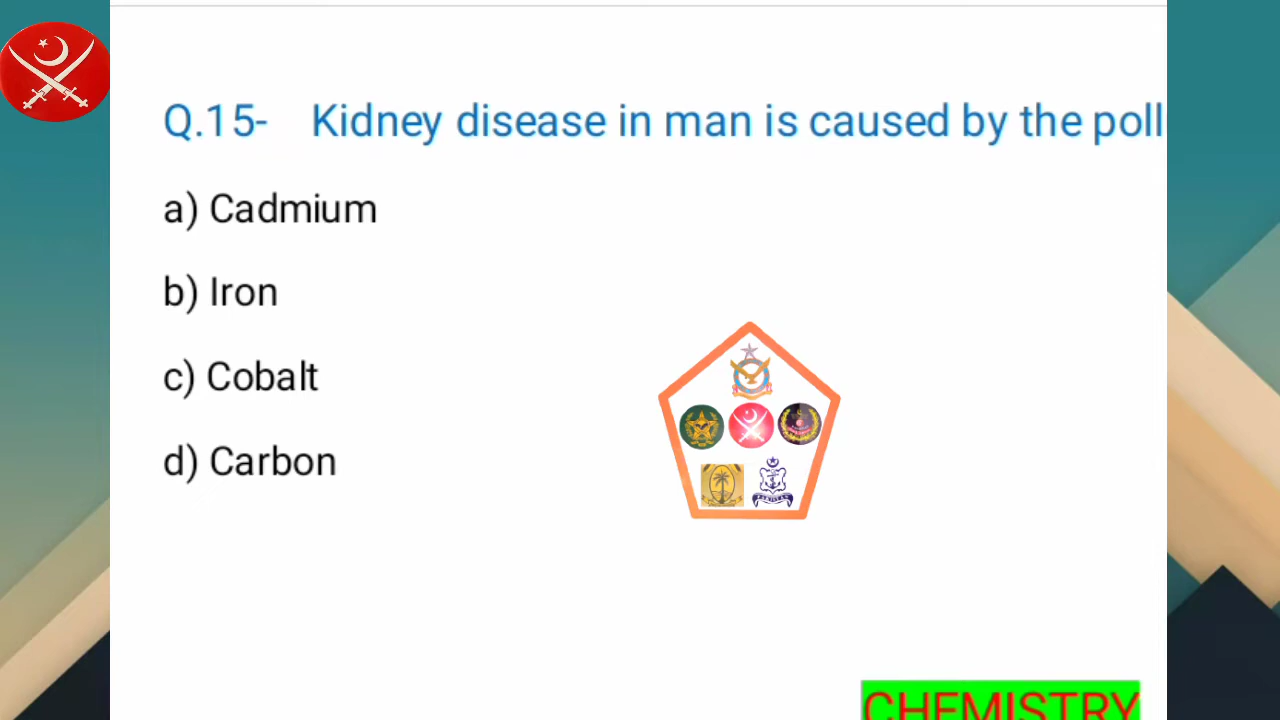 Q.15- Kidney disease in man is caused by the poll
a) Cadmium
b) Iron
c) Cobalt
d) Carbon
CHEMISTRY